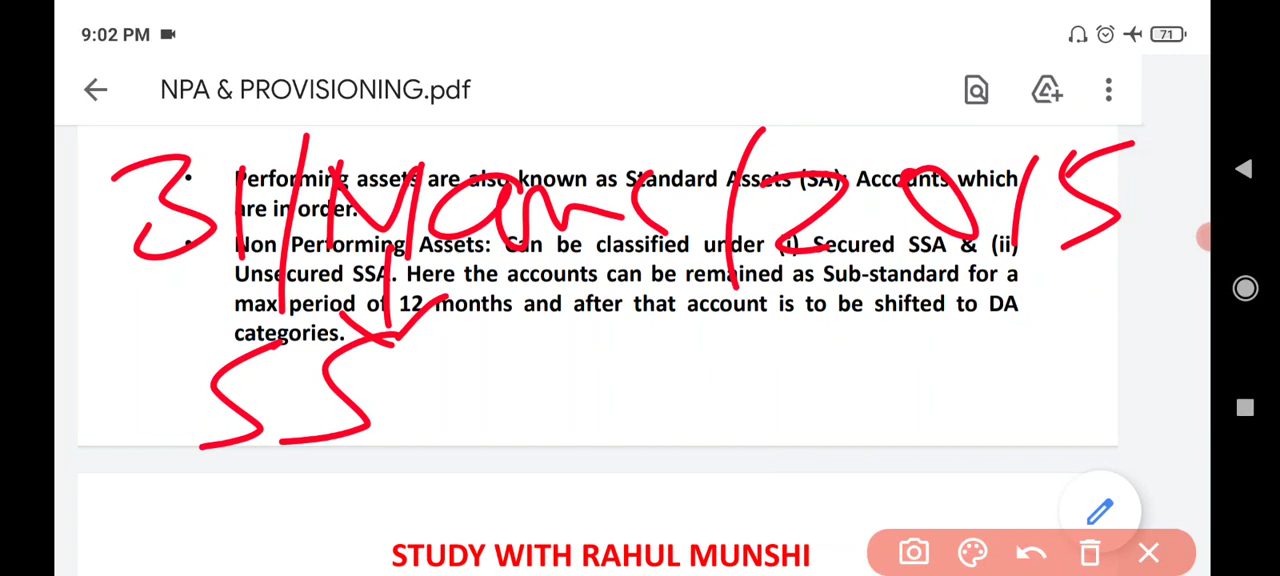 9:02 PM
71
NPA & PROVISIONING.pdf
• Performing assets are also known as Standard Assets (SA): Accounts which
are in order.
• Non Performing Assets: Can be classified under (i) Secured SSA & (ii)
Unsecured SSA. Here the accounts can be remained as Sub-standard for a
max period of 12 months and after that account is to be shifted to DA
categories.
31/ /2015
SS
STUDY WITH RAHUL MUNSHI